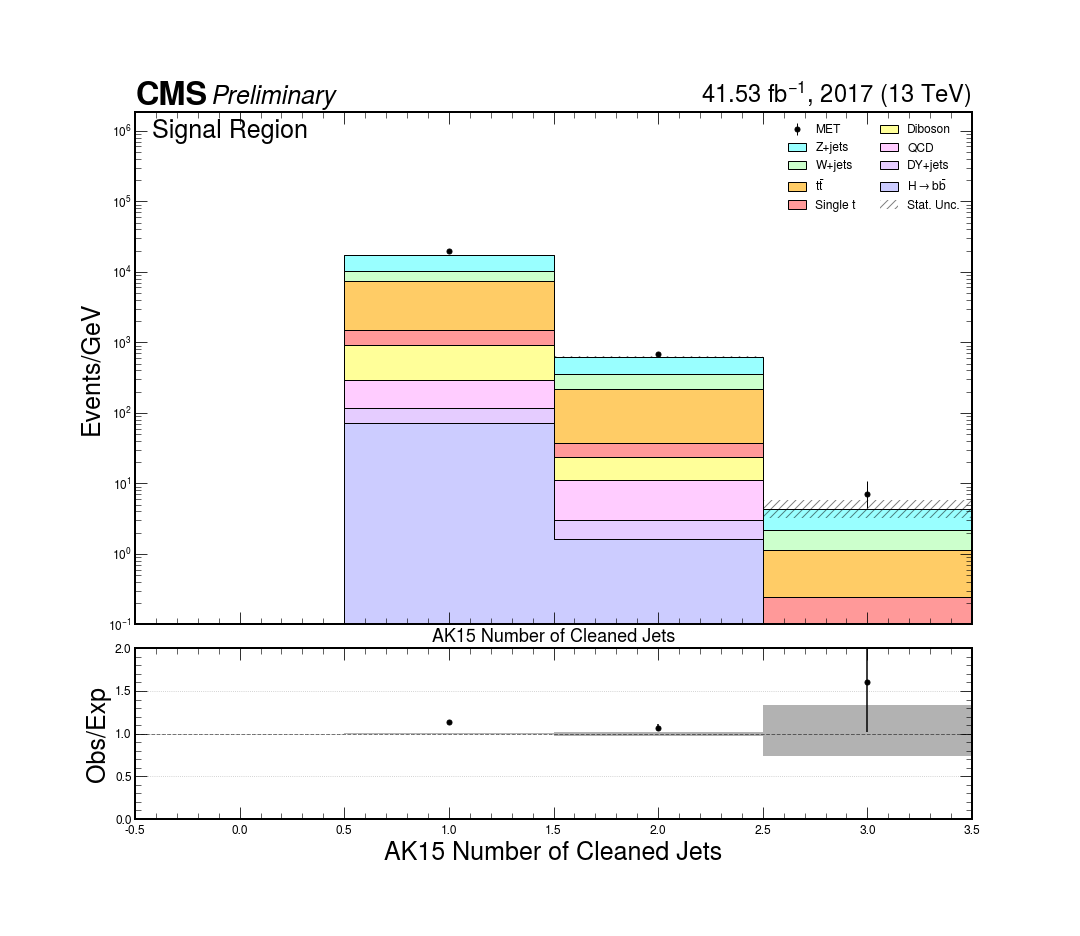 CMS Preliminary
41.53 fb⁻¹, 2017 (13 TeV)
Signal Region
MET
Z+jets
W+jets
tt̄
Single t
Diboson
QCD
DY+jets
H→bb̄
Stat. Unc.
Events/GeV
10⁶
10⁵
10⁴
10³
10²
10¹
10⁰
10⁻¹
AK15 Number of Cleaned Jets
Obs/Exp
2.0
1.5
1.0
0.5
0.0
-0.5 0.0 0.5 1.0 1.5 2.0 2.5 3.0 3.5
AK15 Number of Cleaned Jets